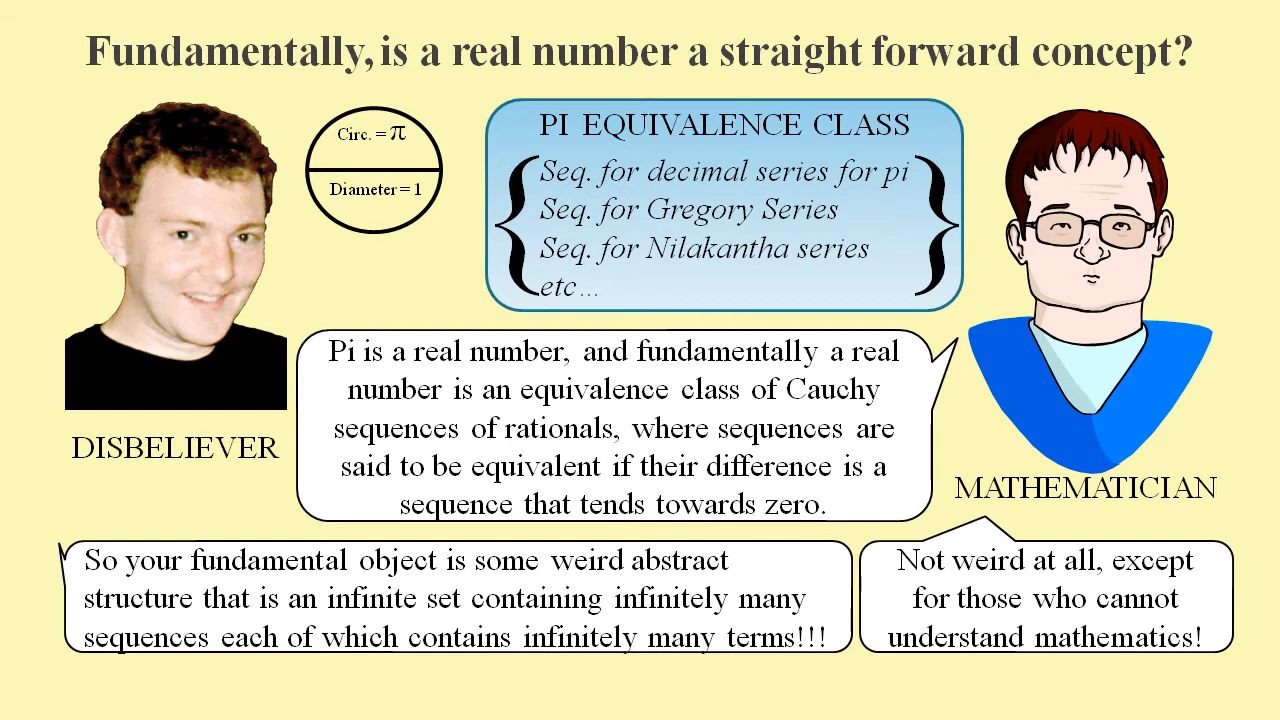 Fundamentally, is a real number a straight forward concept?
Circ. = π
Diameter = 1
PI EQUIVALENCE CLASS
Seq. for decimal series for pi
Seq. for Gregory Series
Seq. for Nilakantha series
etc...
Pi is a real number, and fundamentally a real
number is an equivalence class of Cauchy
sequences of rationals, where sequences are
said to be equivalent if their difference is a
sequence that tends towards zero.
DISBELIEVER
MATHEMATICIAN
So your fundamental object is some weird abstract
structure that is an infinite set containing infinitely many
sequences each of which contains infinitely many terms!!!
Not weird at all, except
for those who cannot
understand mathematics!